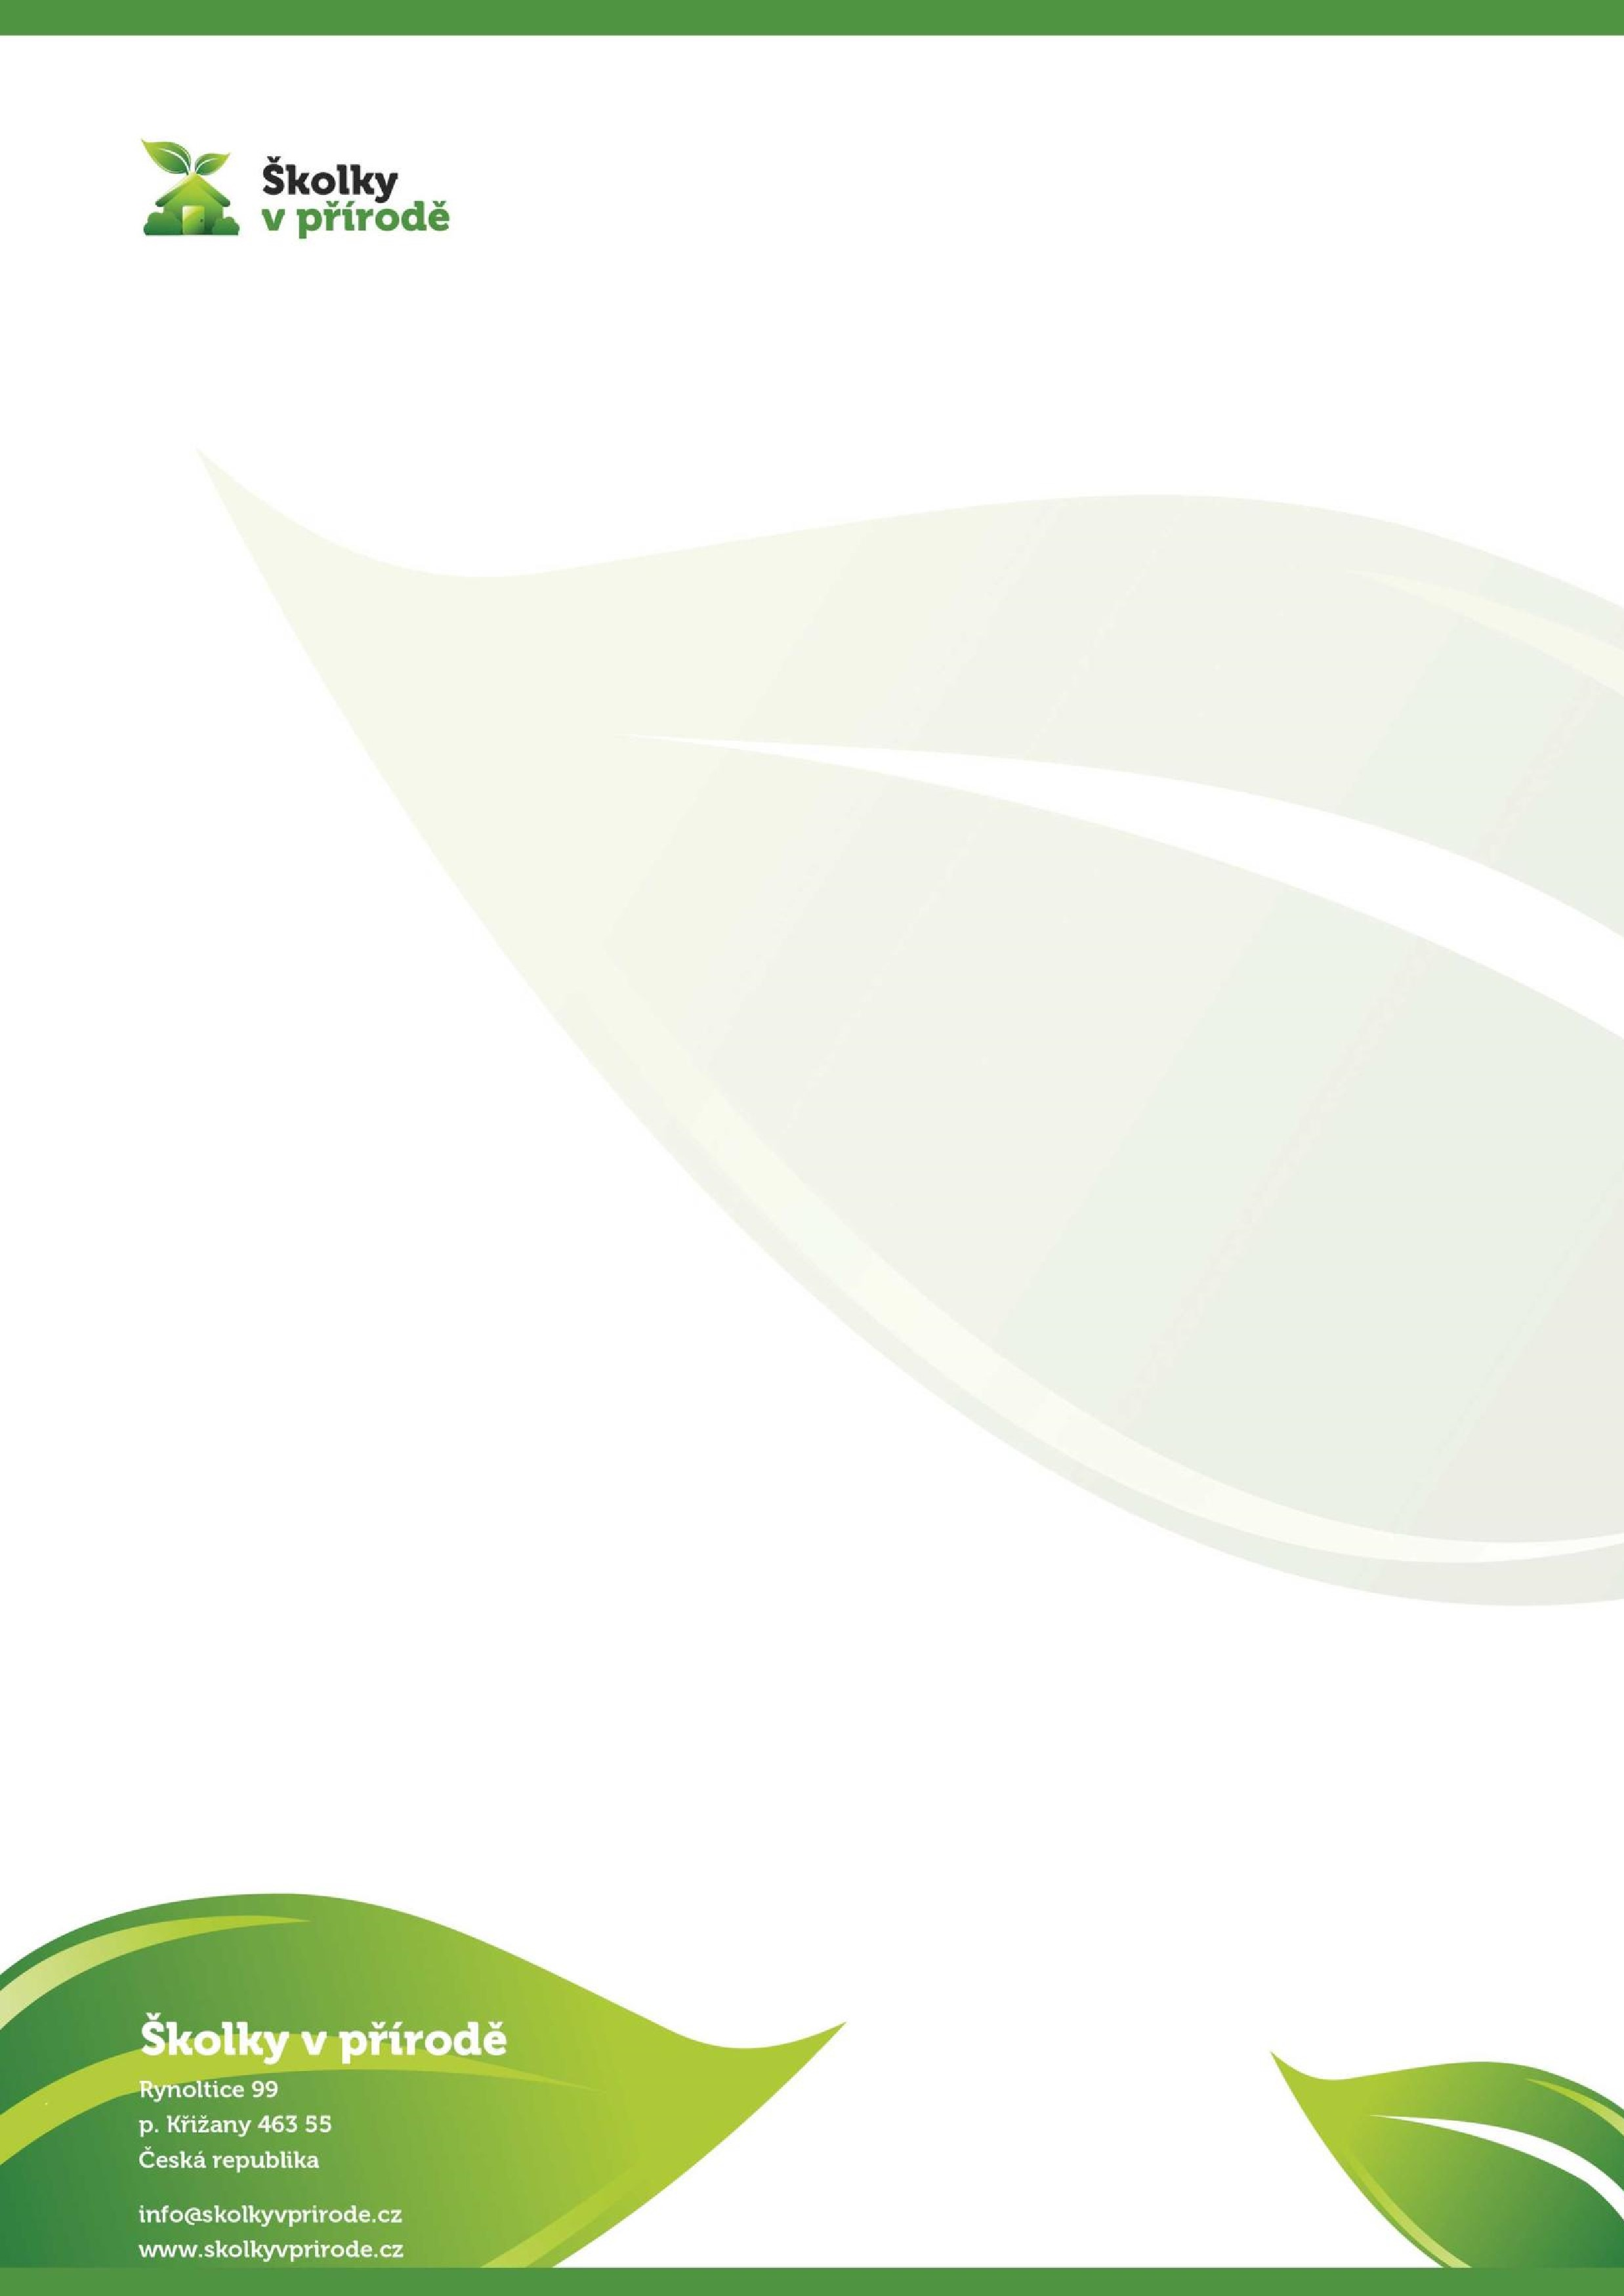 Školky
v přírodě
Školky v přírodě
Rynoltice 99
p. Křižany 463 55
Česká republika
info@skolkyvprirode.cz
www.skolkyvprirode.cz